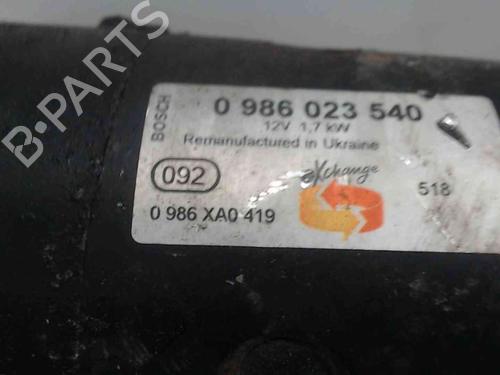 B-PARTS
BOSCH
0 986 023 540
12V 1,7 kW
Remanufactured in Ukraine
092
eXchange
518
0 986 XA0 419